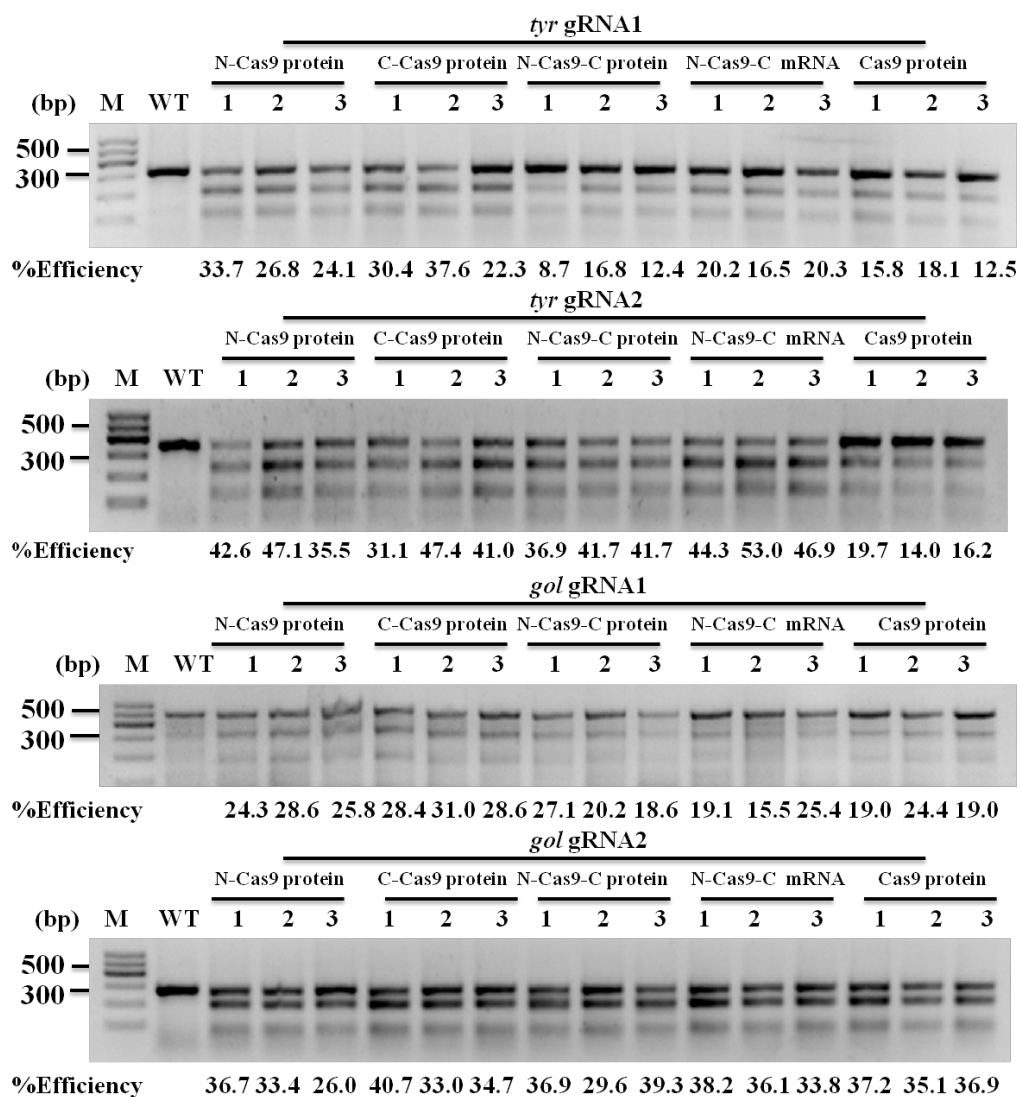 tyr gRNA1
N-Cas9 protein C-Cas9 protein N-Cas9-C protein N-Cas9-C mRNA Cas9 protein
(bp) M WT 1 2 3 1 2 3 1 2 3 1 2 3 1 2 3
500
300
%Efficiency 33.7 26.8 24.1 30.4 37.6 22.3 8.7 16.8 12.4 20.2 16.5 20.3 15.8 18.1 12.5
tyr gRNA2
N-Cas9 protein C-Cas9 protein N-Cas9-C protein N-Cas9-C mRNA Cas9 protein
(bp) M WT 1 2 3 1 2 3 1 2 3 1 2 3 1 2 3
500
300
%Efficiency 42.6 47.1 35.5 31.1 47.4 41.0 36.9 41.7 41.7 44.3 53.0 46.9 19.7 14.0 16.2
gol gRNA1
N-Cas9 protein C-Cas9 protein N-Cas9-C protein N-Cas9-C mRNA Cas9 protein
(bp) M WT 1 2 3 1 2 3 1 2 3 1 2 3 1 2 3
500
300
%Efficiency 24.3 28.6 25.8 28.4 31.0 28.6 27.1 20.2 18.6 19.1 15.5 25.4 19.0 24.4 19.0
gol gRNA2
N-Cas9 protein C-Cas9 protein N-Cas9-C protein N-Cas9-C mRNA Cas9 protein
(bp) M WT 1 2 3 1 2 3 1 2 3 1 2 3 1 2 3
500
300
%Efficiency 36.7 33.4 26.0 40.7 33.0 34.7 36.9 29.6 39.3 38.2 36.1 33.8 37.2 35.1 36.9